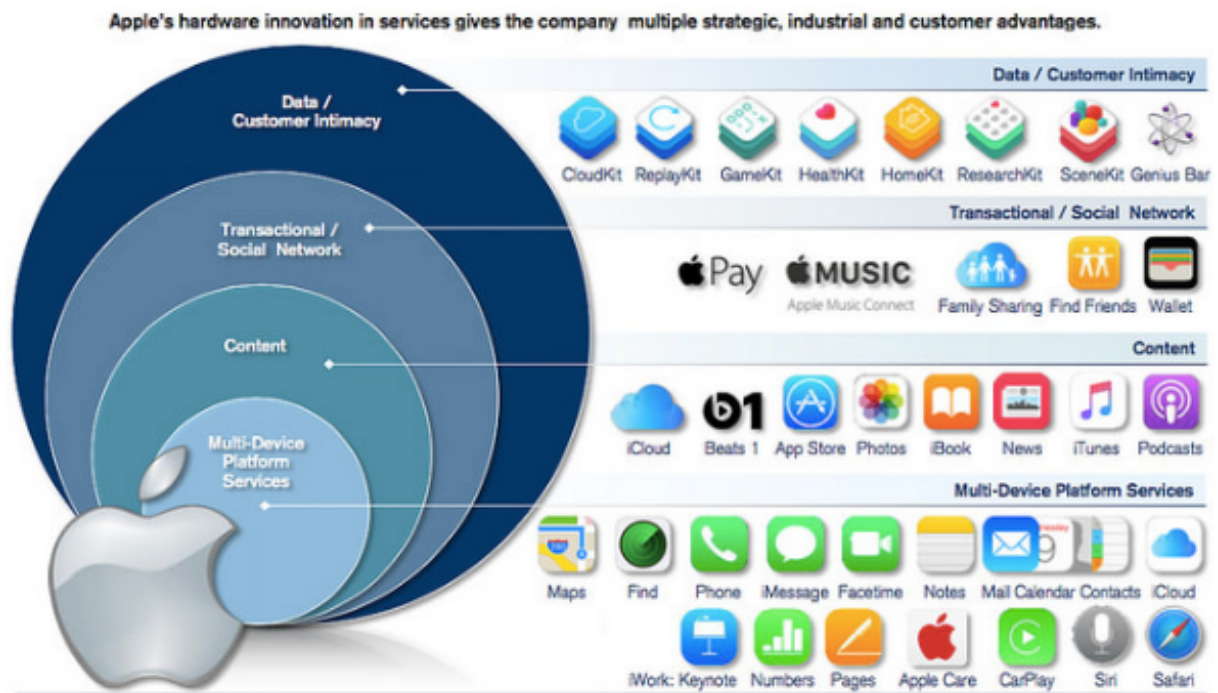 Apple's hardware innovation in services gives the company multiple strategic, industrial and customer advantages.
Data /
Customer Intimacy
Transactional /
Social Network
Content
Multi-Device
Platform
Services
Data / Customer Intimacy
CloudKit ReplayKit GameKit HealthKit HomeKit ResearchKit SceneKit Genius Bar
Transactional / Social Network
Pay MUSIC
Apple Music Connect Family Sharing Find Friends Wallet
Content
b1
iCloud Beats 1 App Store Photos iBook News iTunes Podcasts
Multi-Device Platform Services
280
9
Maps Find Phone iMessage Facetime Notes Mail Calendar Contacts iCloud
iWork: Keynote Numbers Pages Apple Care CarPlay Siri Safari